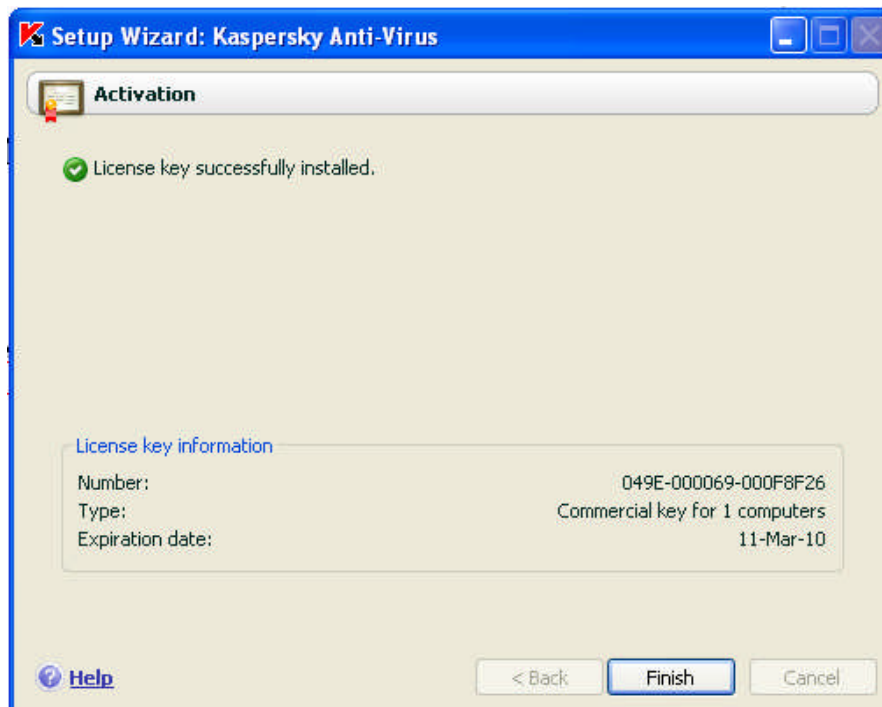 Setup Wizard: Kaspersky Anti-Virus
Activation
License key successfully installed.
License key information
Number: 049E-000069-000F8F26
Type: Commercial key for 1 computers
Expiration date: 11-Mar-10
Help < Back Finish Cancel